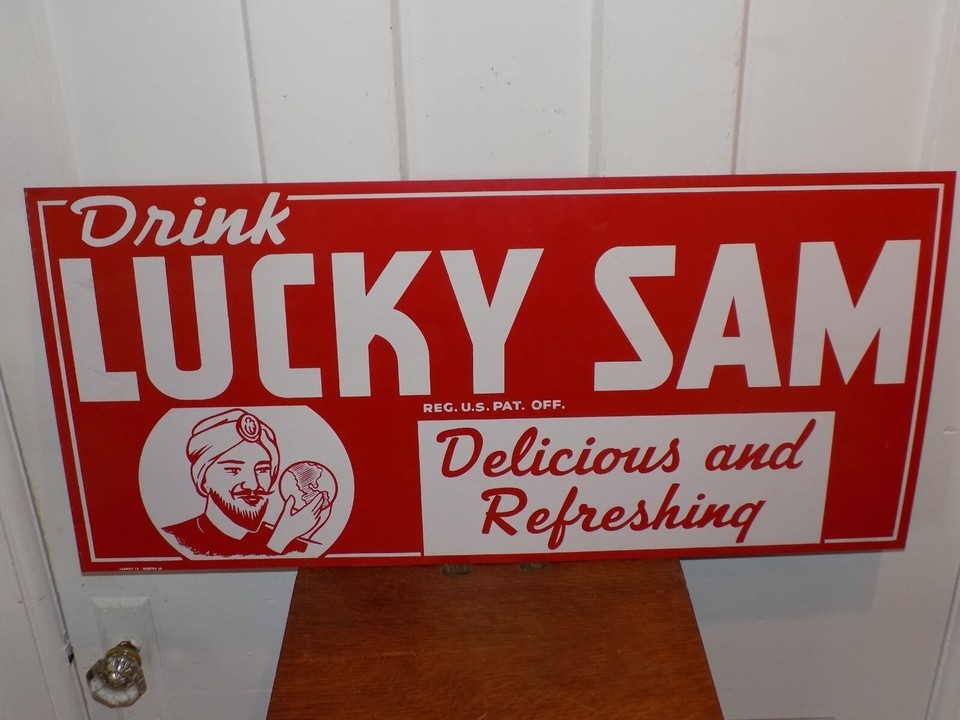 Drink
LUCKY SAM
REG. U.S. PAT. OFF.
Delicious and
Refreshing